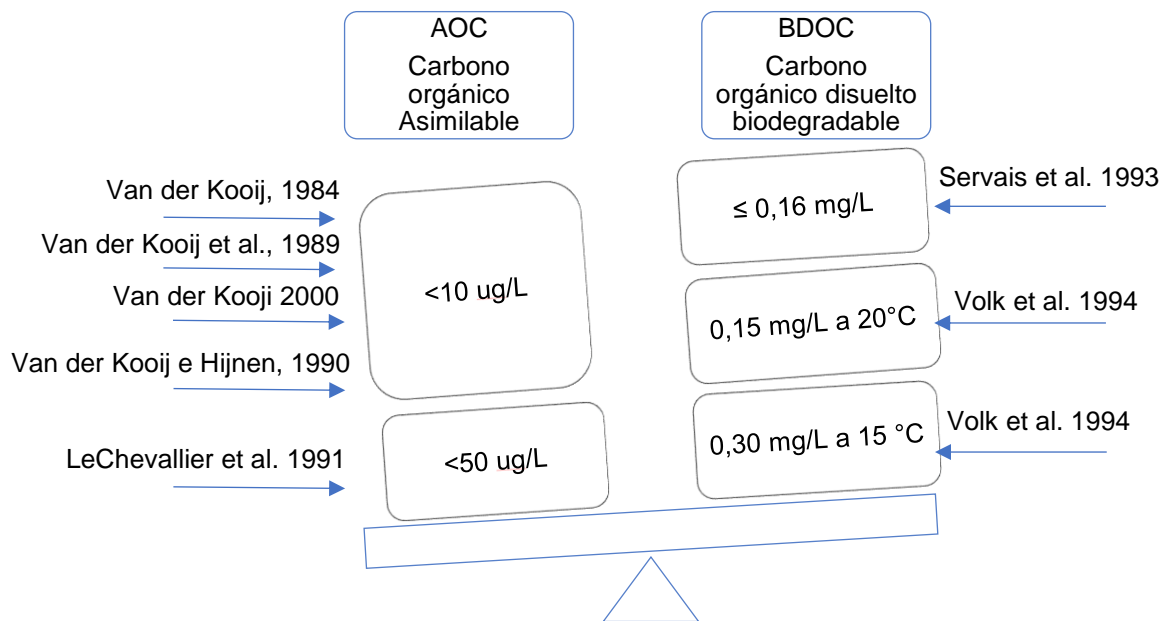 AOC
Carbono
orgánico
Asimilable
BDOC
Carbono
orgánico disuelto
biodegradable
Van der Kooij, 1984
Van der Kooij et al., 1989
Van der Kooji 2000
Van der Kooij e Hijnen, 1990
LeChevallier et al. 1991
<10 ug/L
<50 ug/L
≤ 0,16 mg/L
0,15 mg/L a 20°C
0,30 mg/L a 15 °C
Servais et al. 1993
Volk et al. 1994
Volk et al. 1994